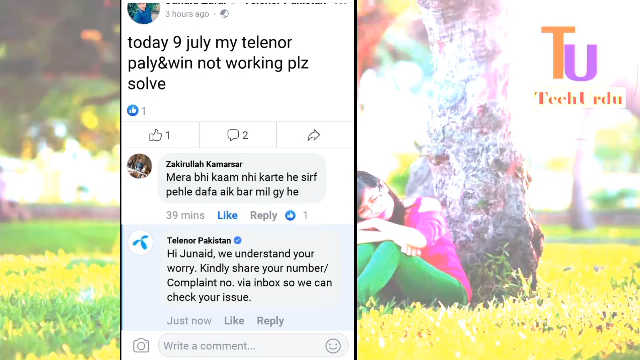 3 hours ago
today 9 july my telenor
paly&win not working plz
solve
1
1
2
Zakirullah Kamarsar
Mera bhi kaam nhi karte he sirf
pehle dafa aik bar mil gy he
39 mins Like Reply 1
Telenor Pakistan
Hi Junaid, we understand your
worry. Kindly share your number/
Complaint no. via inbox so we can
check your issue.
Just now Like Reply
Write a comment...
TU
TechUrdu